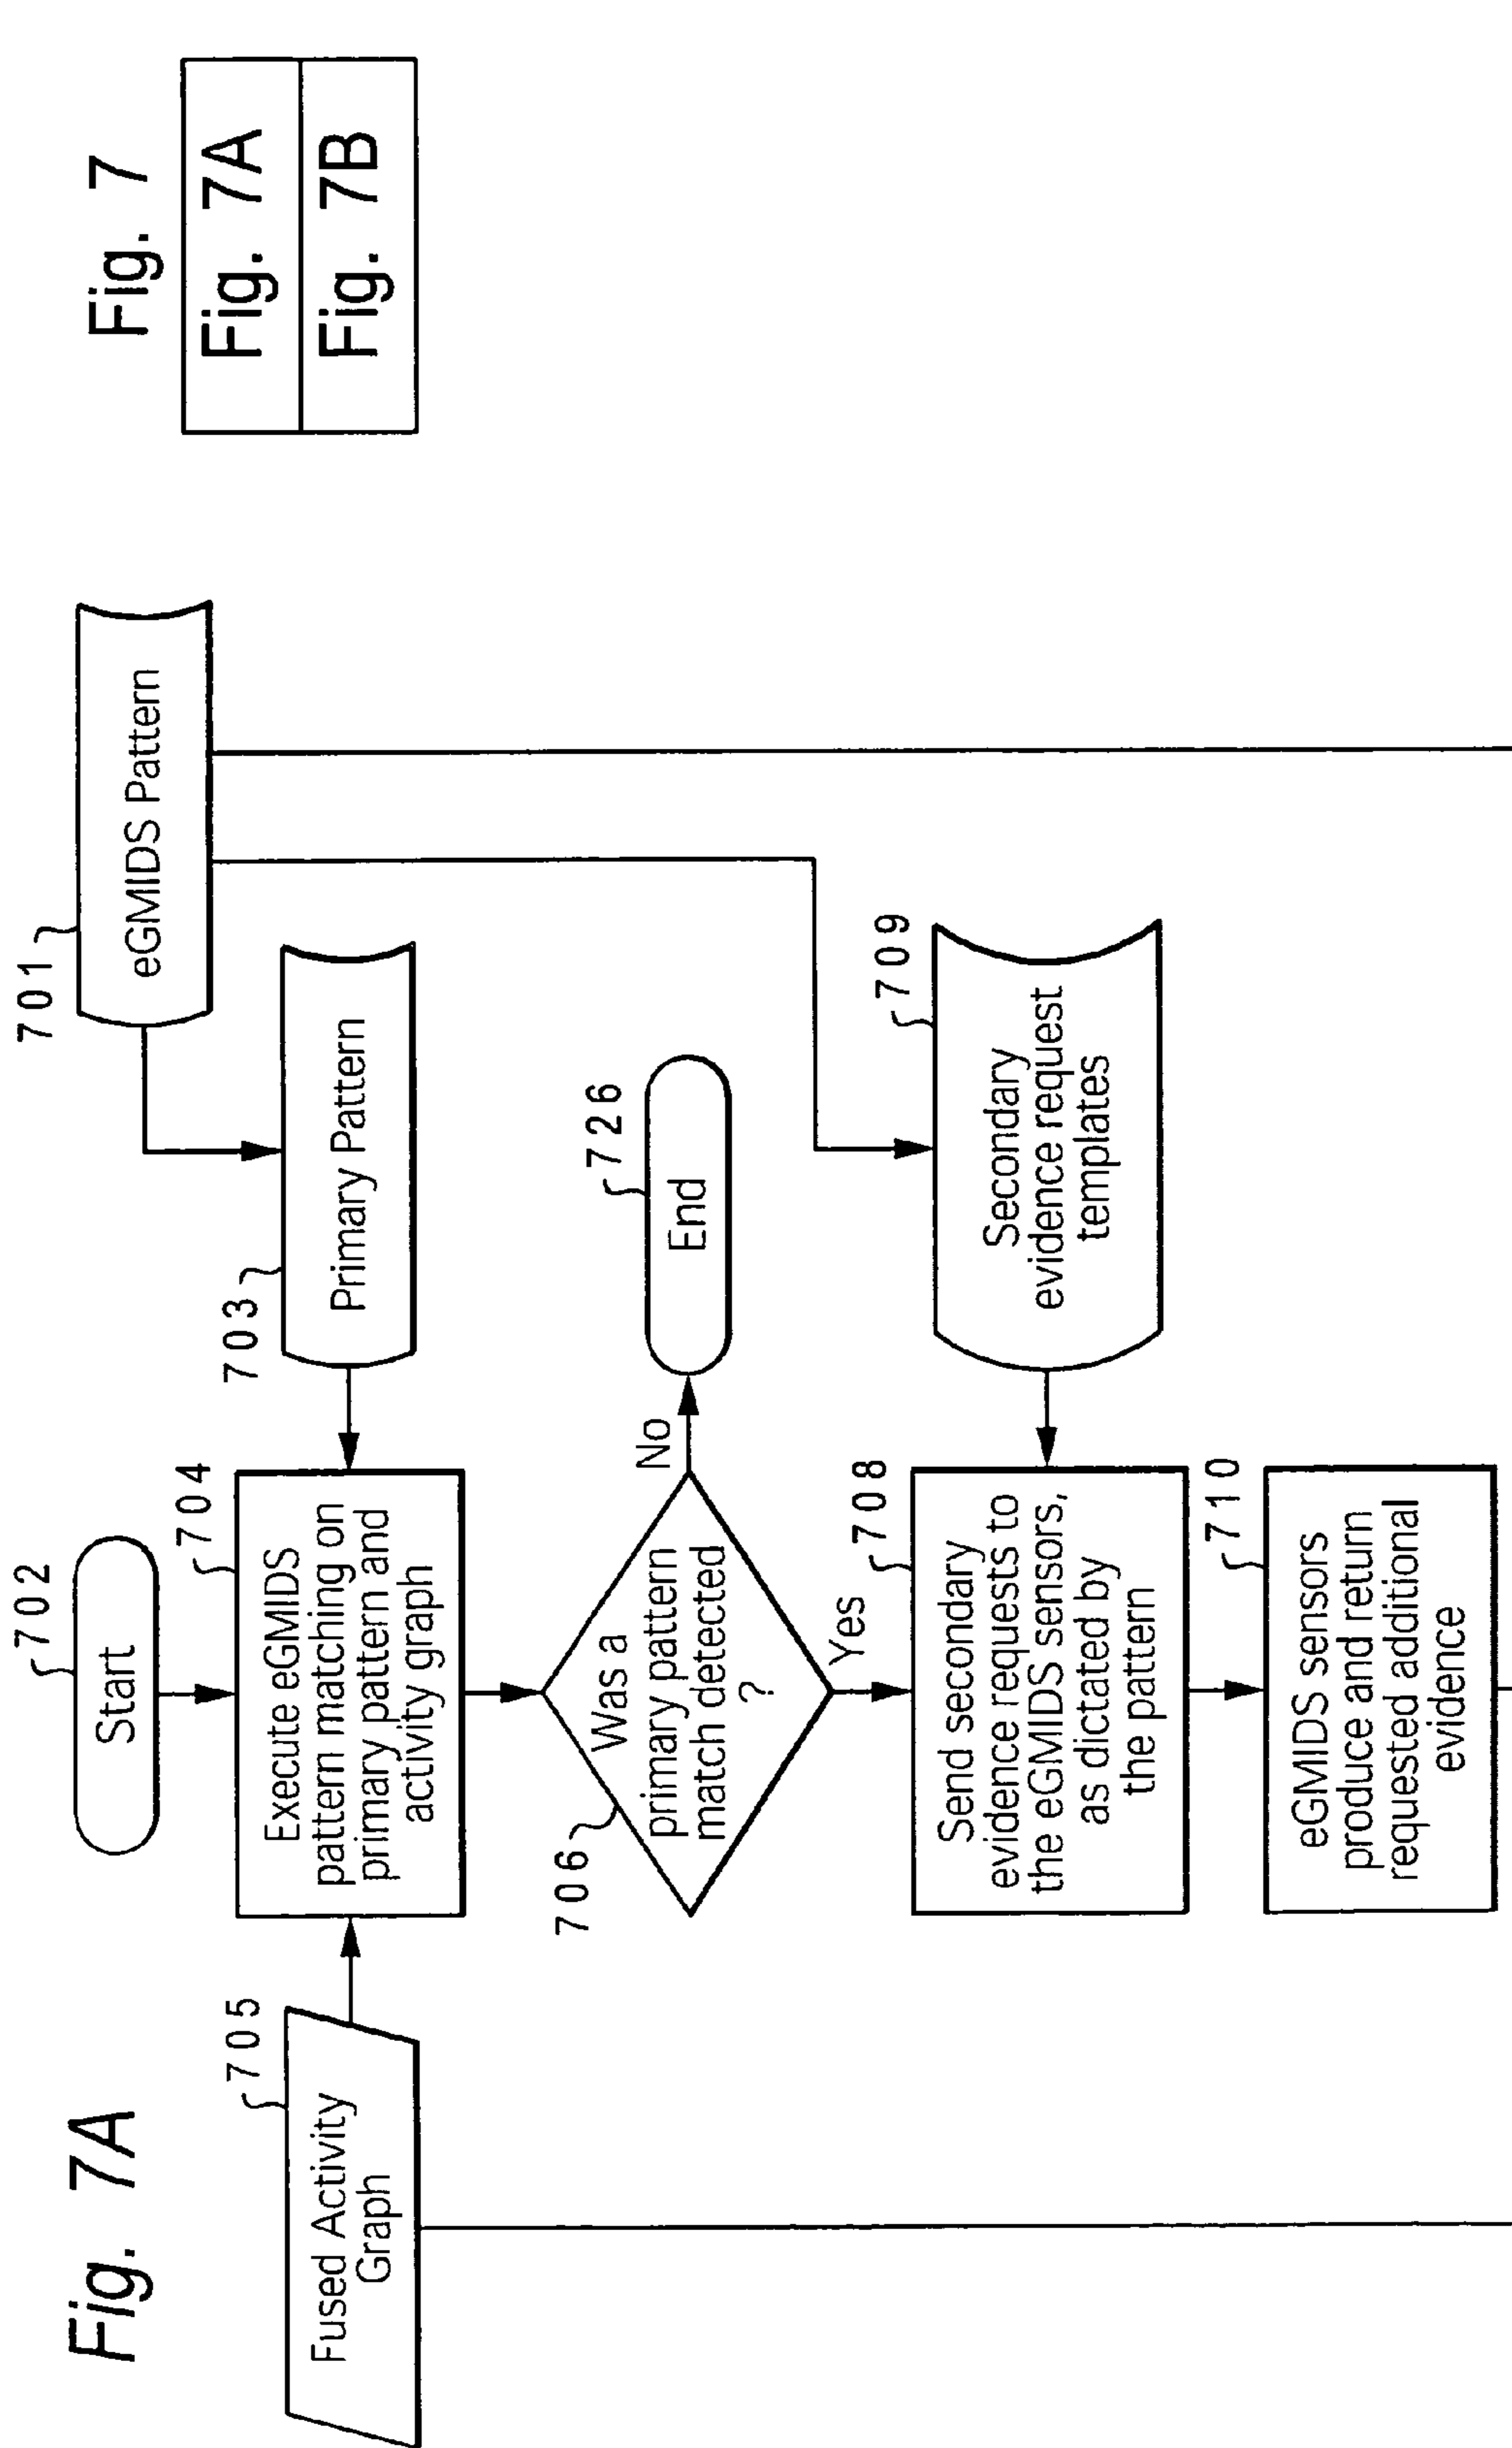 Fig. 7A
Fig. 7
Fig. 7A
Fig. 7B
702
Start
701
eGMIDS Pattern
705
Fused Activity
Graph
704
Execute eGMIDS
pattern matching on
primary pattern and
activity graph
703
Primary Pattern
706
Was a
primary pattern
match detected
?
No
726
End
Yes
708
Send secondary
evidence requests to
the eGMIDS sensors,
as dictated by
the pattern
709
Secondary
evidence request
templates
710
eGMIDS sensors
produce and return
requested additional
evidence